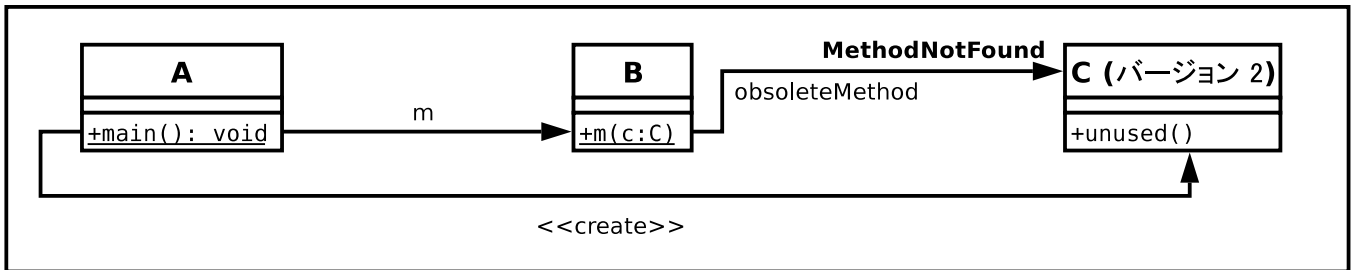 A
+main(): void
m
B
+m(c:C)
MethodNotFound
obsoleteMethod
C (バージョン 2)
+unused()
<<create>>